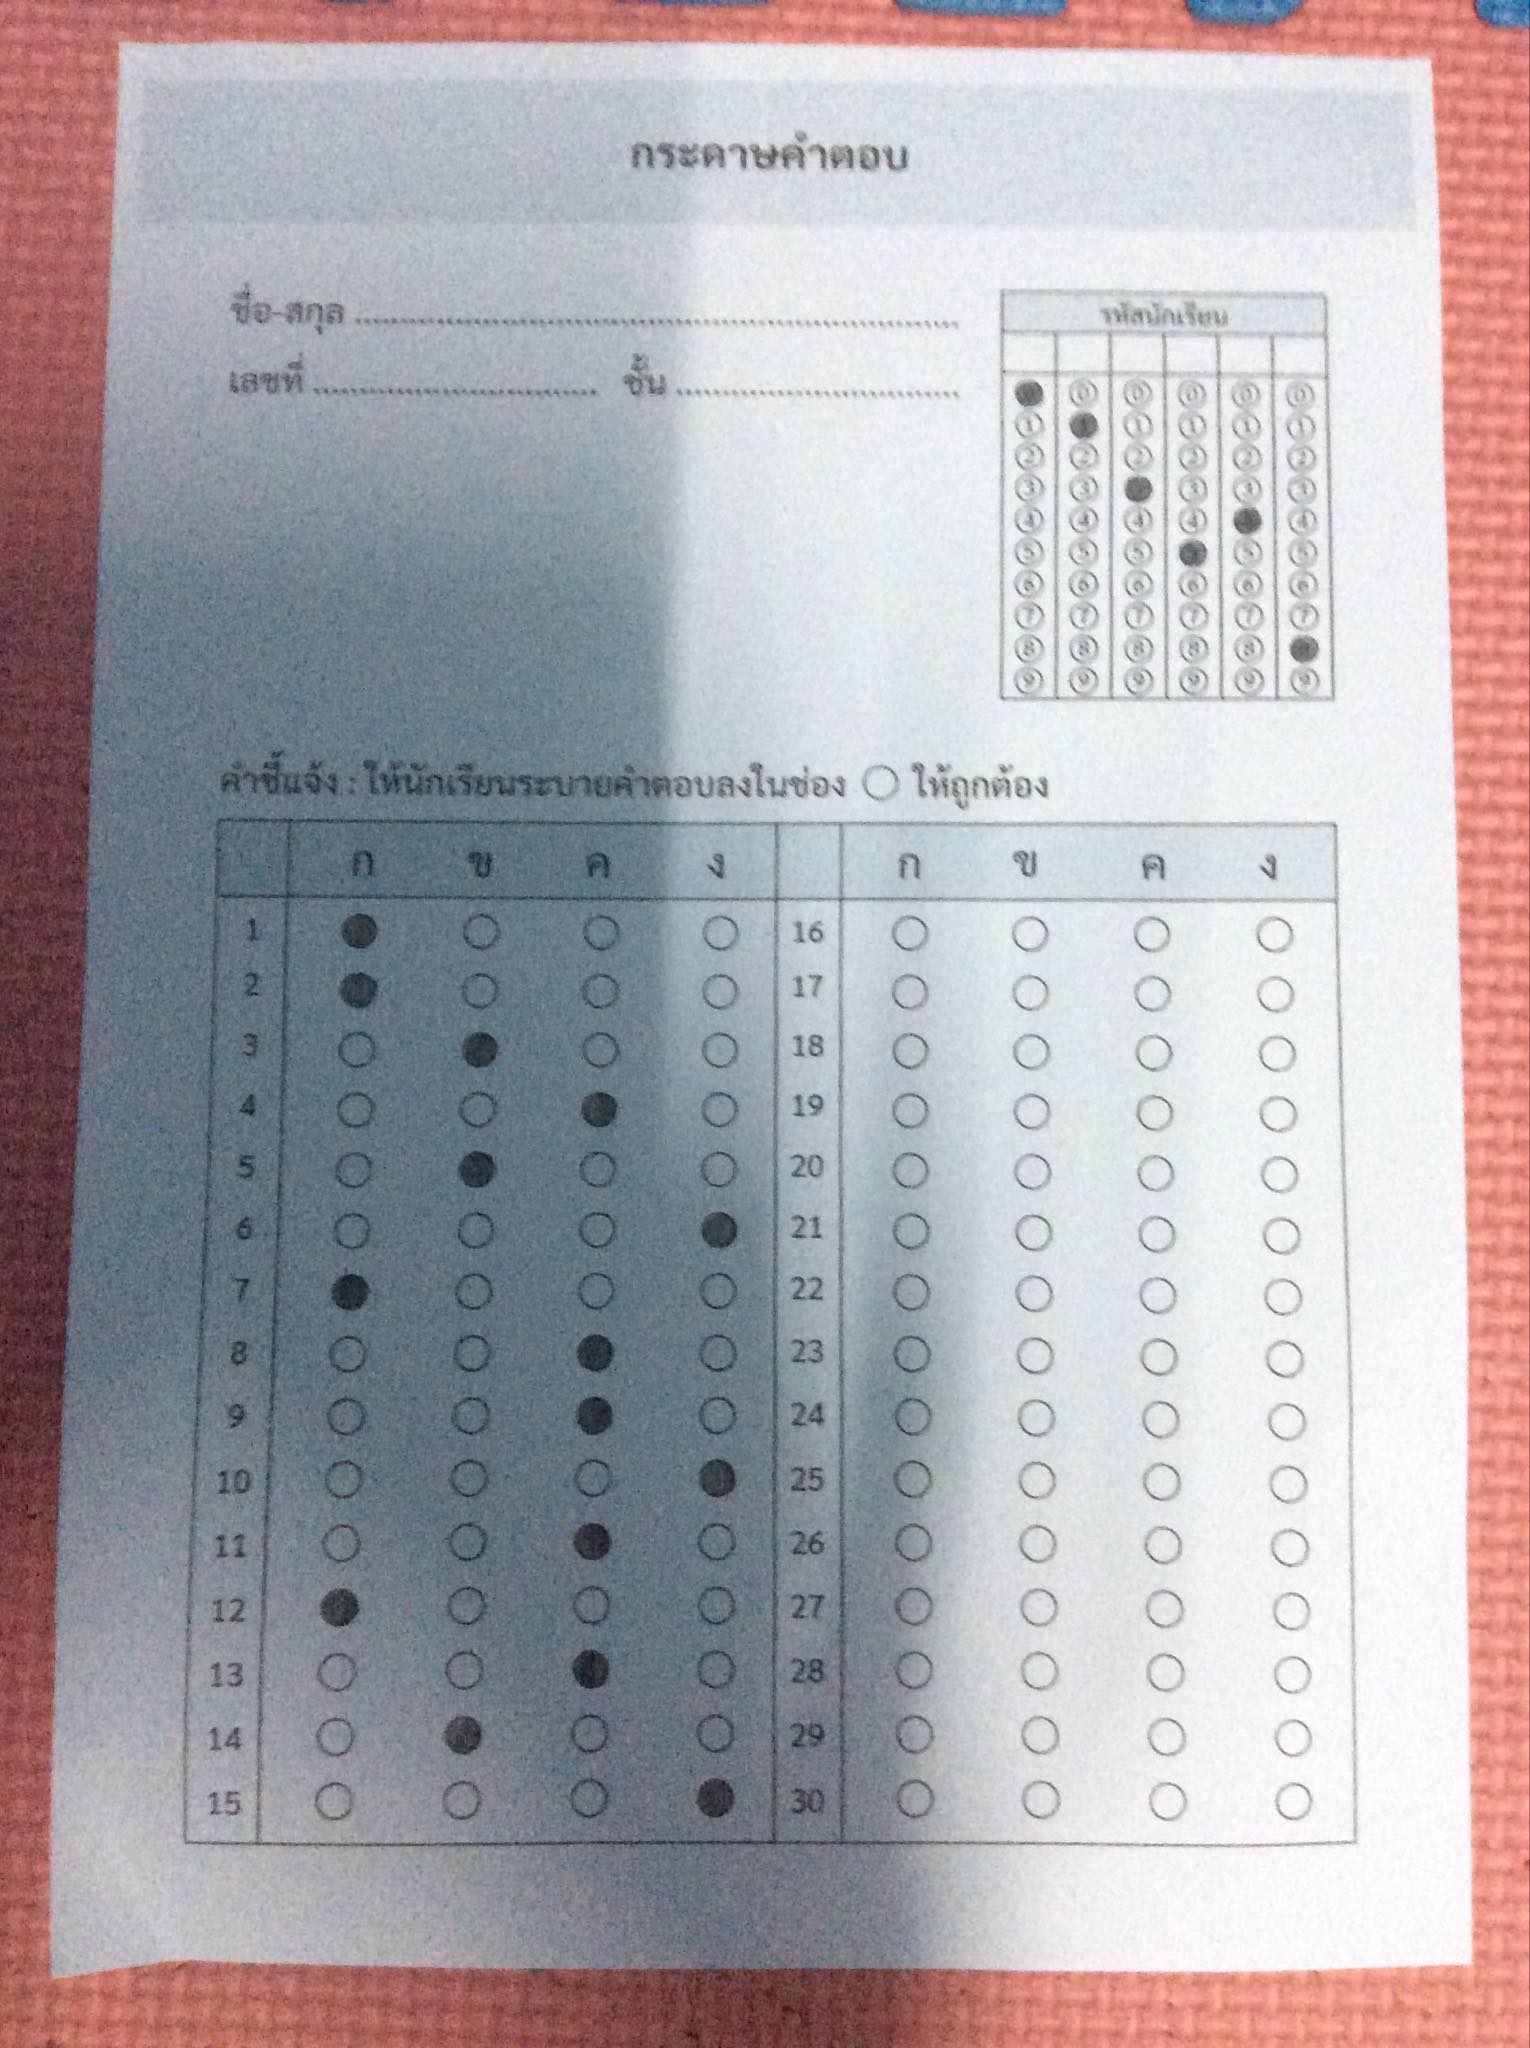 กระดาษคำตอบ
ชื่อ-สกุล ..............................................................................
เลขที่ ................................... ชั้น ...................................
รหัสนักเรียน
0 0 0 0 0
1 1 1 1 1
2 2 2 2 2 2
3 3 3 3 3
4 4 4 4 4
5 5 5 5 5
6 6 6 6 6 6
7 7 7 7 7 7
8 8 8 8 8
9 9 9 9 9 9
คำชี้แจ้ง : ให้นักเรียนระบายคำตอบลงในช่อง ○ ให้ถูกต้อง
ก ข ค ง ก ข ค ง
1 16
2 17
3 18
4 19
5 20
6 21
7 22
8 23
9 24
10 25
11 26
12 27
13 28
14 29
15 30